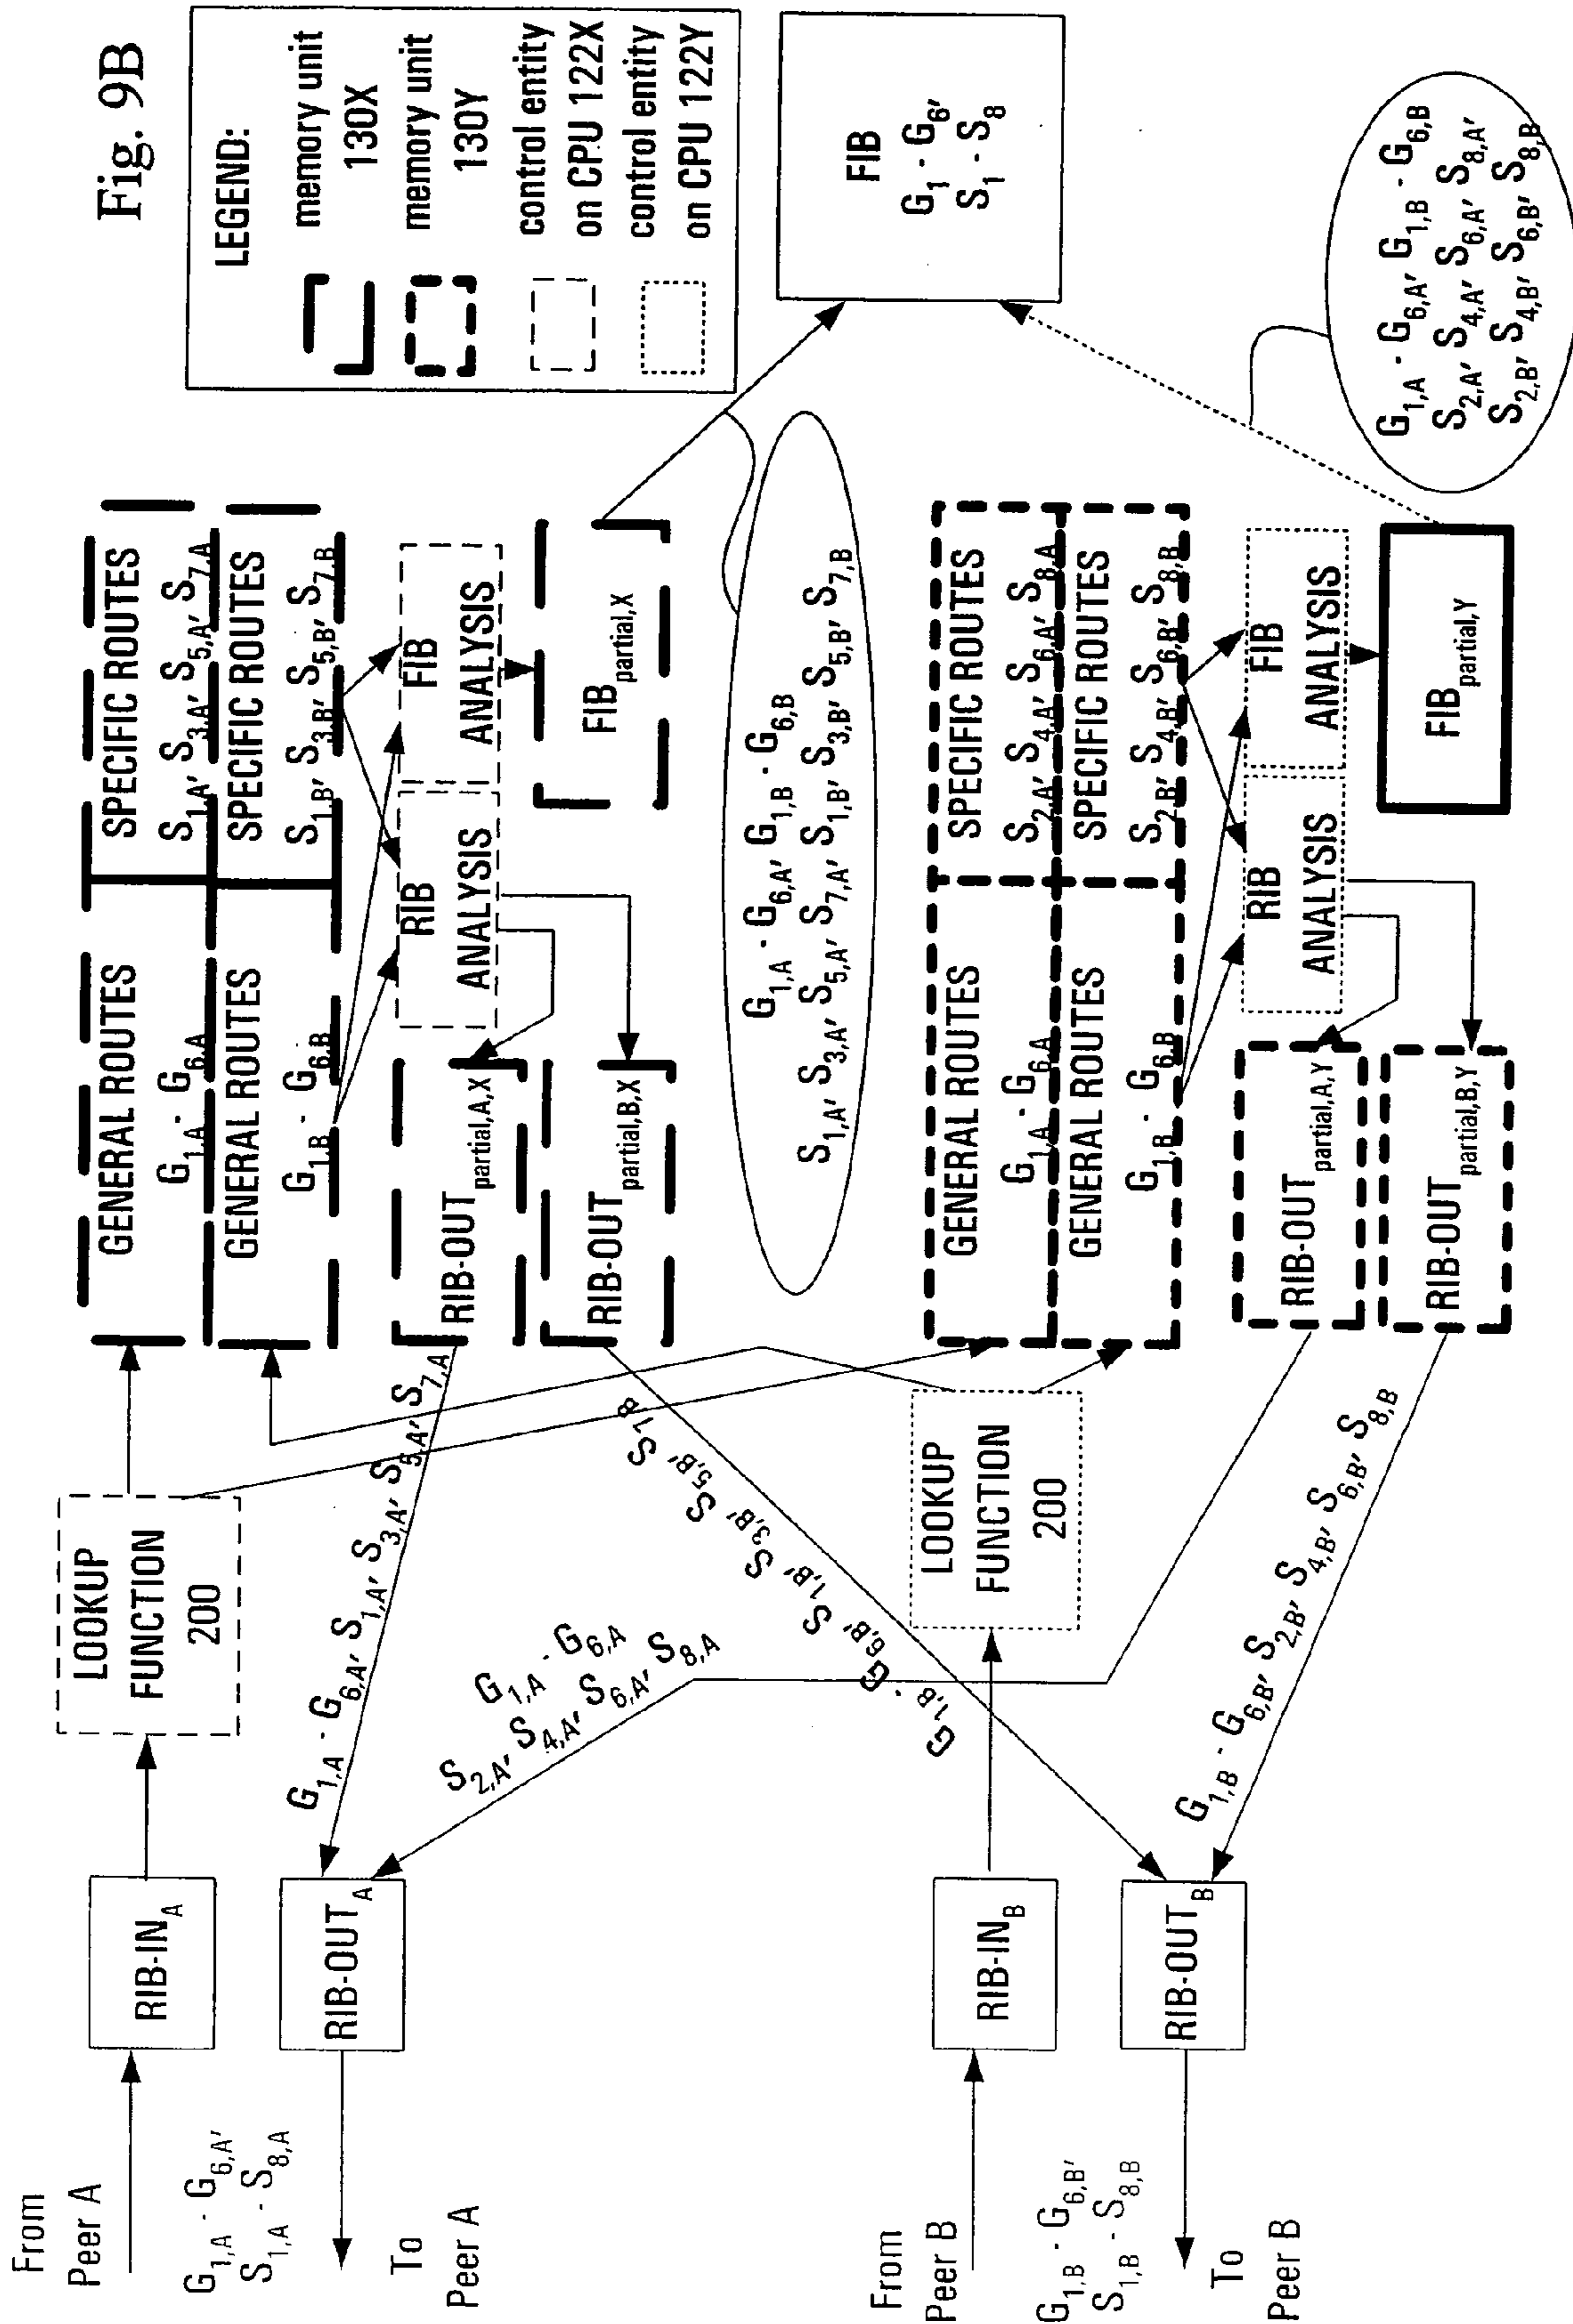 Fig. 9B
LEGEND:
memory unit
130X
memory unit
130Y
control entity
on CPU 122X
control entity
on CPU 122Y
From
Peer A
G1,A - G6,A,
S1,A - S8,A
RIB-INA
LOOKUP
FUNCTION
200
To
Peer A
RIB-OUTA
G1,A - G6,A, S1,A, S3,A, S5,A, S7,A
G1,A - G6,A
S2,A, S4,A, S6,A, S8,A
GENERAL ROUTES
G1,A - G6,A
SPECIFIC ROUTES
S1,A, S3,A, S5,A, S7,A
GENERAL ROUTES
G1,B - G6,B
SPECIFIC ROUTES
S1,B, S3,B, S5,B, S7,B
RIB
ANALYSIS
FIB
ANALYSIS
RIB-OUTpartial,A,X
RIB-OUTpartial,B,X
FIBpartial,X
G1,A - G6,A, G1,B - G6,B
S1,A, S3,A, S5,A, S7,A, S1,B, S3,B, S5,B, S7,B
FIB
G1 - G6,
S1 - S8
From
Peer B
G1,B - G6,B,
S1,B - S8,B
RIB-INB
LOOKUP
FUNCTION
200
To
Peer B
RIB-OUTB
G1,B - G6,B, S1,B, S3,B, S5,B, S7,B
G1,B - G6,B, S2,B, S4,B, S6,B, S8,B
GENERAL ROUTES
G1,A - G6,A
SPECIFIC ROUTES
S2,A, S4,A, S6,A, S8,A
GENERAL ROUTES
G1,B - G6,B
SPECIFIC ROUTES
S2,B, S4,B, S6,B, S8,B
RIB
ANALYSIS
FIB
ANALYSIS
RIB-OUTpartial,A,Y
RIB-OUTpartial,B,Y
FIBpartial,Y
G1,A - G6,A, G1,B - G6,B
S2,A, S4,A, S6,A, S8,A,
S2,B, S4,B, S6,B, S8,B